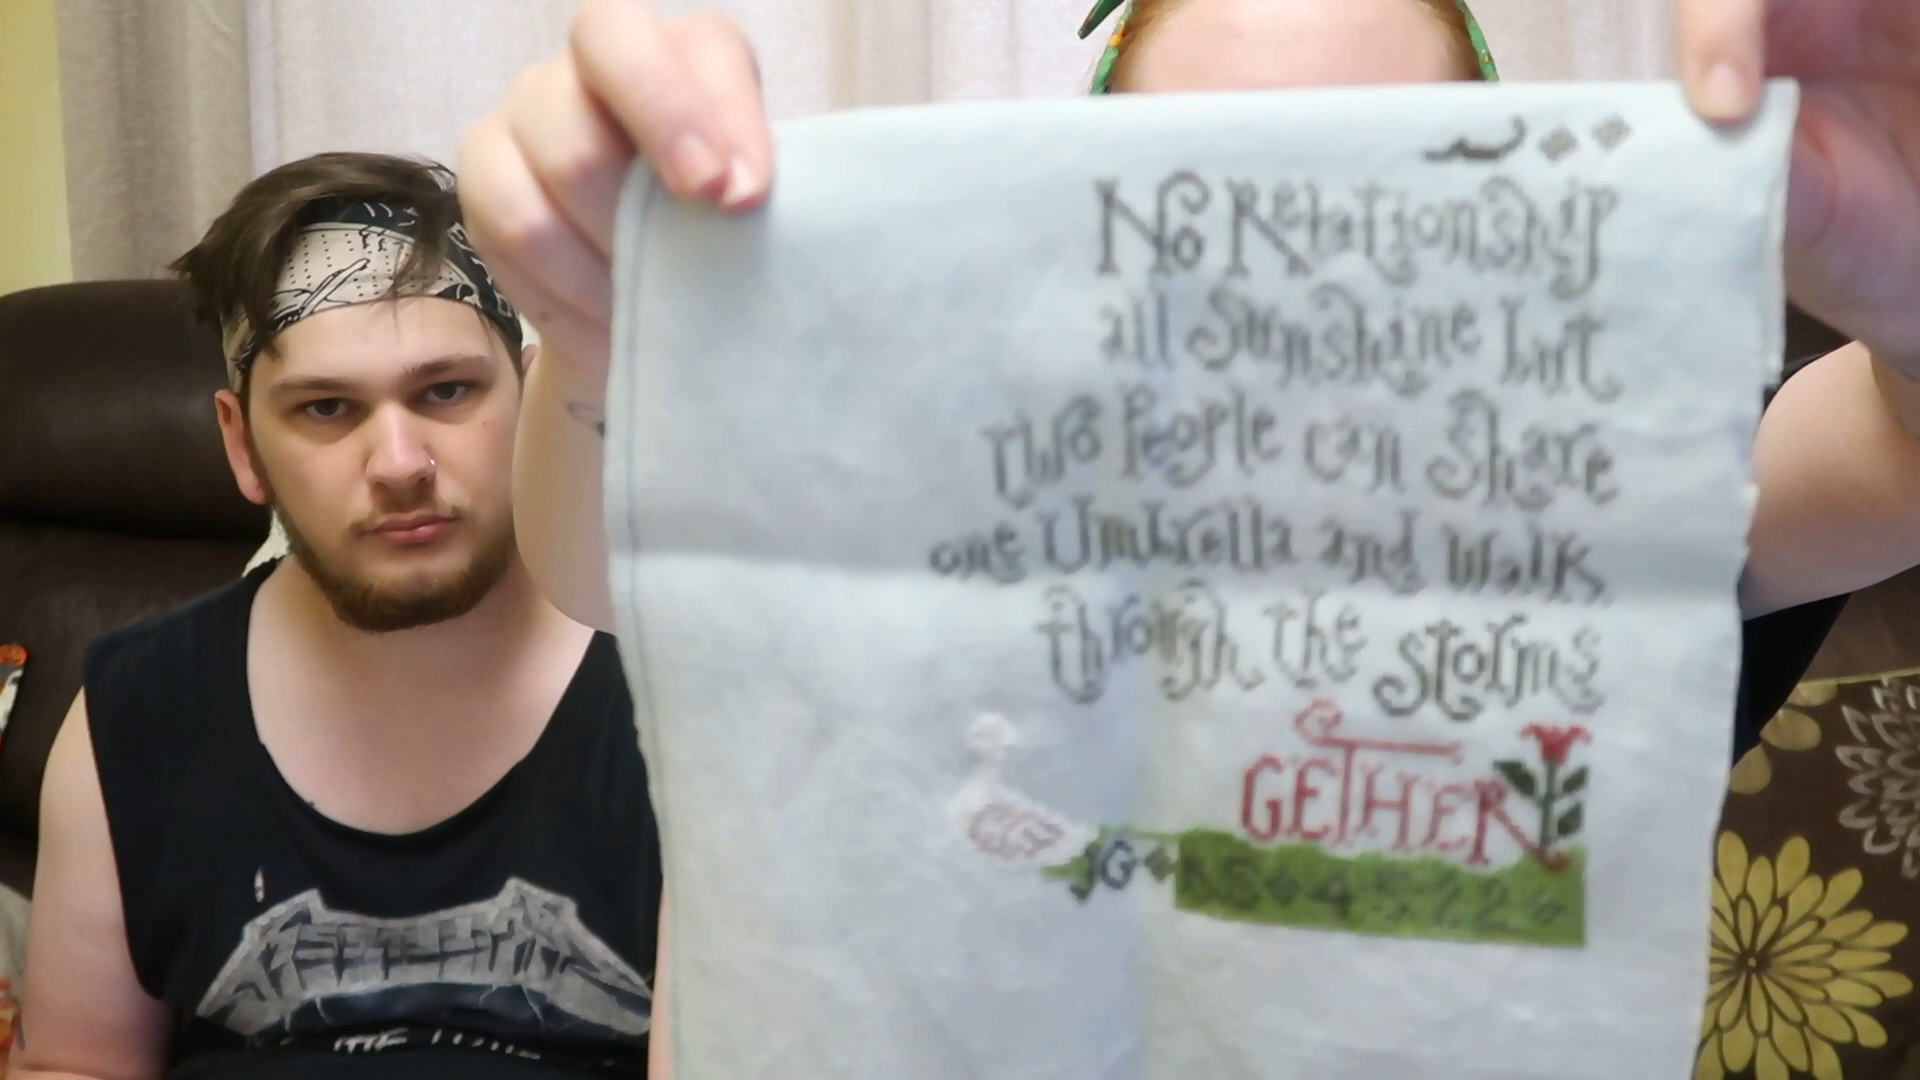 No Relationship
all Sunshine but
two People can Share
one Umbrella and Walk
through the storms
GETHER